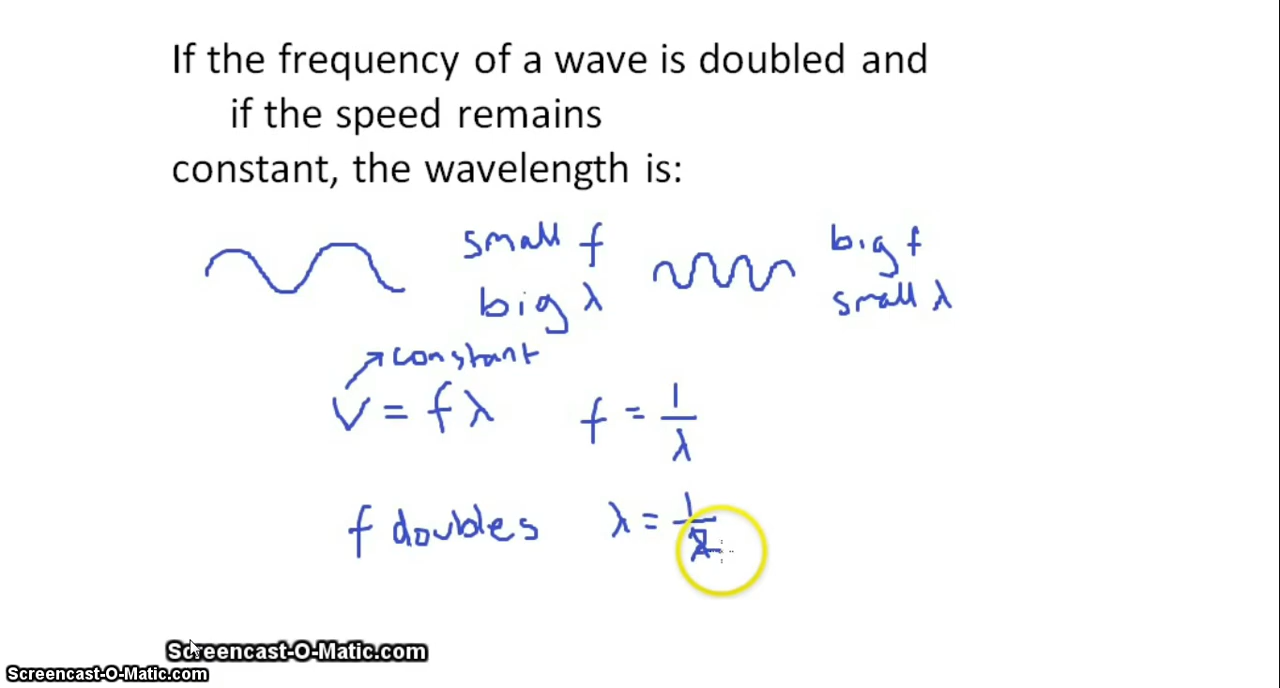 If the frequency of a wave is doubled and
if the speed remains
constant, the wavelength is:
small f
big λ
big f
small λ
constant
V = fλ
f = 1/λ
f doubles
λ = 1/2
Screencast-O-Matic.com
Screencast-O-Matic.com